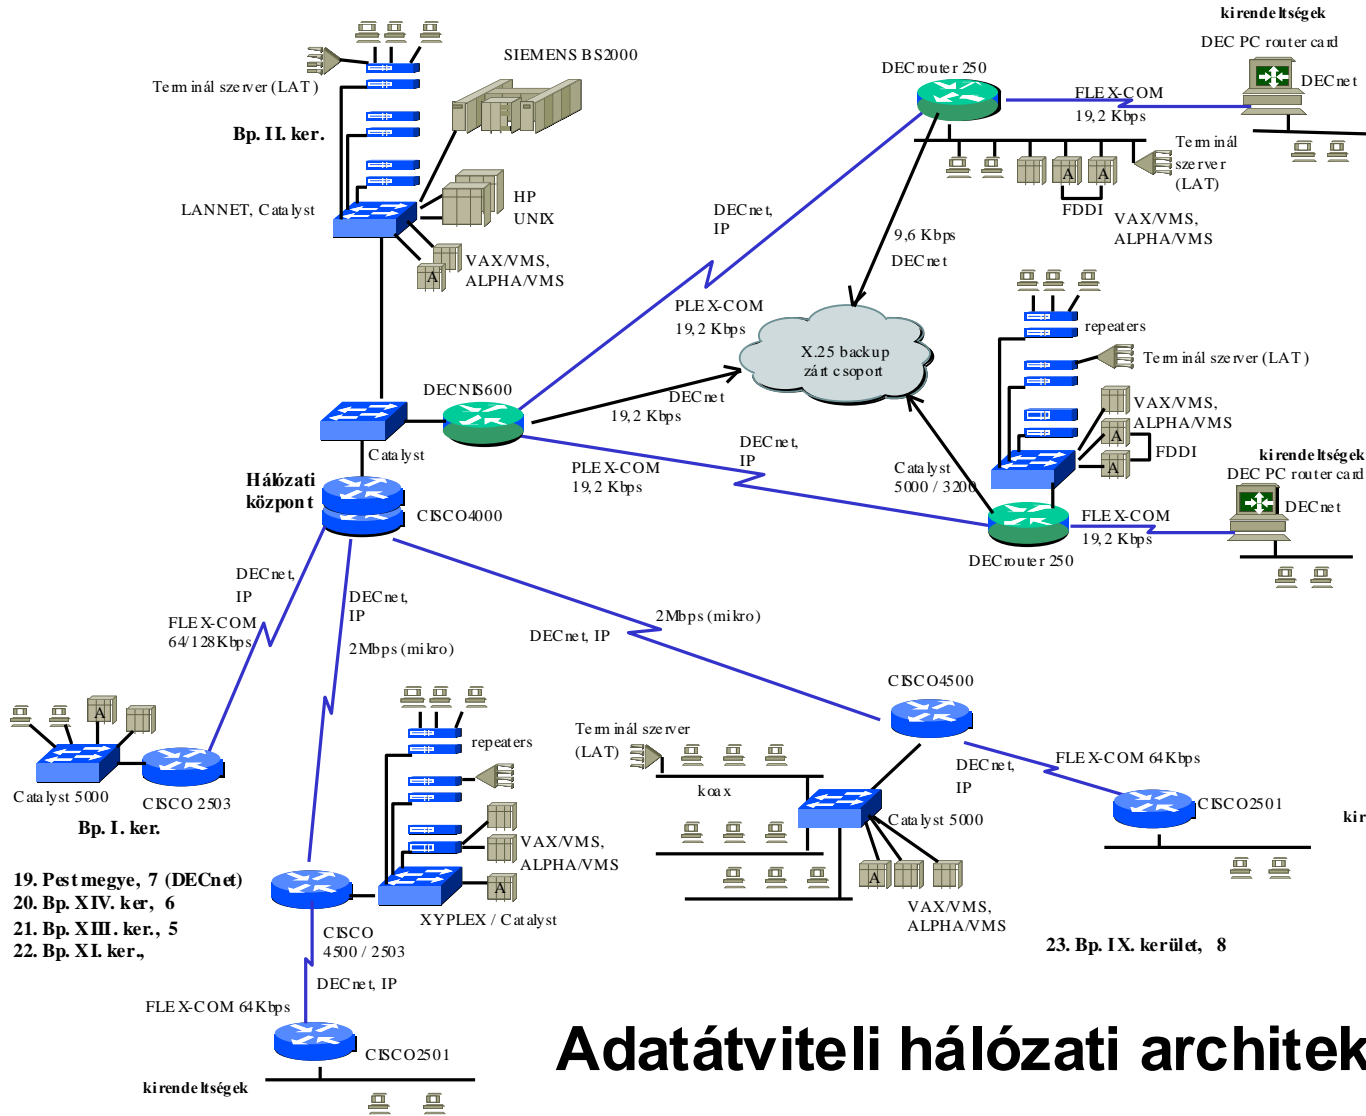 kirendeltségek
DEC PC router card
SIEMENS BS2000
DECrouter 250
DECnet
Terminál szerver (LAT)
FLEX-COM
19,2 Kbps
Bp. II. ker.
Terminál
szerver
(LAT)
A
A
FDDI
LANNET, Catalyst
HP
UNIX
DECnet,
IP
VAX/VMS,
ALPHA/VMS
9,6 Kbps
DECnet
VAX/VMS,
ALPHA/VMS
A
PLEX-COM
19,2 Kbps
repeaters
X.25 backup
zárt csoport
Terminál szerver (LAT)
DECNIS600
DECnet
19,2 Kbps
VAX/VMS,
ALPHA/VMS
A
FDDI
A
DECnet,
IP
Catalyst
Catalyst
5000 / 3200
PLEX-COM
19,2 Kbps
kirendeltségek
DEC PC router card
DECnet
Hálózati
központ
CISCO4000
FLEX-COM
19,2 Kbps
DECrouter 250
DECnet,
IP
DECnet,
IP
FLEX-COM
64/128Kbps
2Mbps (mikro)
2Mbps (mikro)
DECnet, IP
CISCO4500
A
Terminál szerver
(LAT)
repeaters
DECnet,
IP
FLEX-COM 64Kbps
koax
Catalyst 5000
CISCO 2503
CISCO2501
Bp. I. ker.
Catalyst 5000
kir
VAX/VMS,
ALPHA/VMS
A
A
19. Pest megye, 7 (DECnet)
20. Bp. XIV. ker, 6
21. Bp. XIII. ker., 5
22. Bp. XI. ker.,
XYPLEX / Catalyst
VAX/VMS,
ALPHA/VMS
CISCO
4500 / 2503
23. Bp. IX. kerület, 8
DECnet, IP
FLEX-COM 64Kbps
CISCO2501
Adatátviteli hálózati architek
kirendeltségek